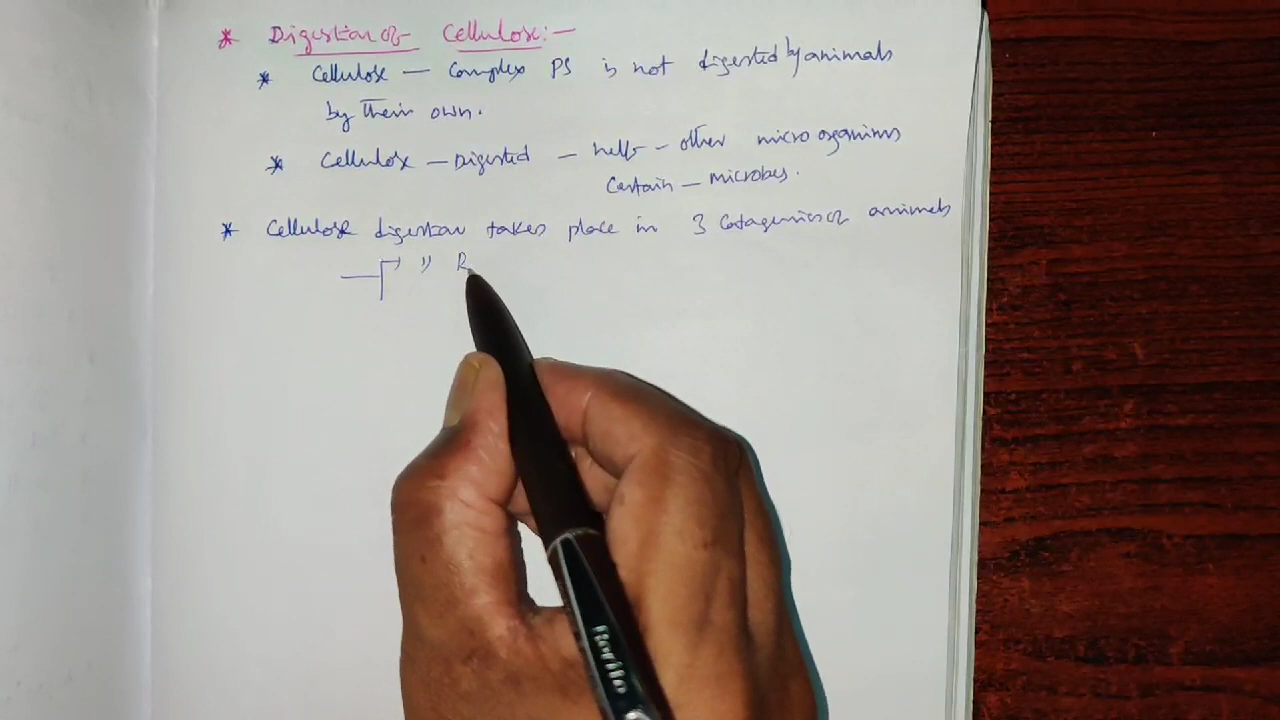 * Digestion of Cellulose:-
* Cellulose - Complex PS is not digested by animals
by their own.
* Cellulose - Digested - help - other micro organisms
Certain - microbes.
* Cellulose digestion takes place in 3 Categories of animals
1) R